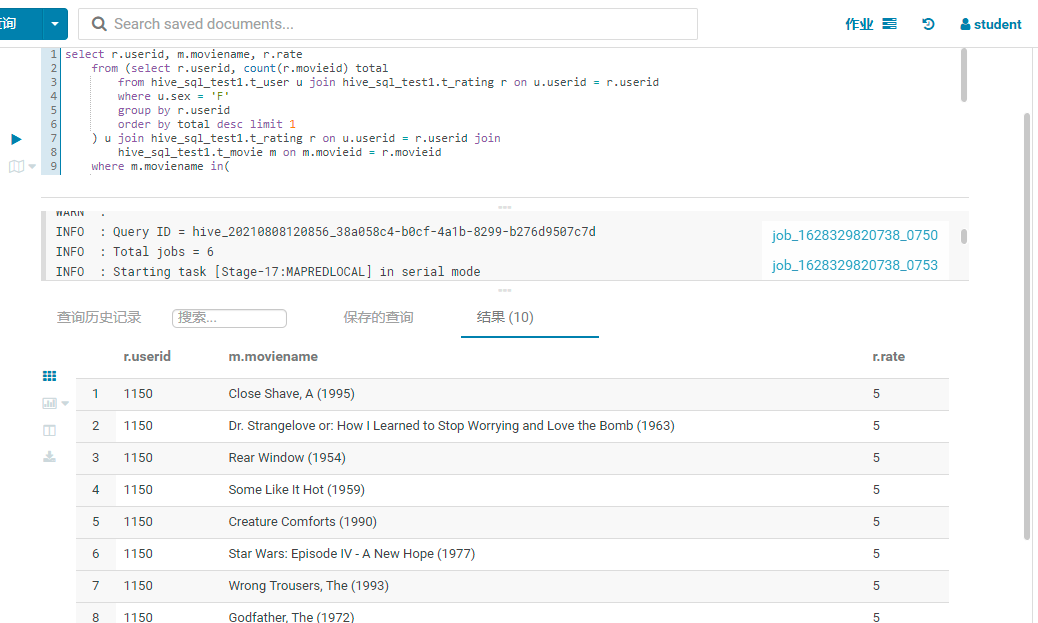 询 Search saved documents... 作业 student
1 select r.userid, m.moviename, r.rate
2 from (select r.userid, count(r.movieid) total
3 from hive_sql_test1.t_user u join hive_sql_test1.t_rating r on u.userid = r.userid
4 where u.sex = 'F'
5 group by r.userid
6 order by total desc limit 1
7 ) u join hive_sql_test1.t_rating r on u.userid = r.userid join
8 hive_sql_test1.t_movie m on m.movieid = r.movieid
9 where m.moviename in(
WARN :
INFO : Query ID = hive_20210808120856_38a058c4-b0cf-4a1b-8299-b276d9507c7d
INFO : Total jobs = 6
INFO : Starting task [Stage-17:MAPREDLOCAL] in serial mode
job_1628329820738_0750
job_1628329820738_0753
查询历史记录 搜索... 保存的查询 结果 (10)
r.userid m.moviename r.rate
1 1150 Close Shave, A (1995) 5
2 1150 Dr. Strangelove or: How I Learned to Stop Worrying and Love the Bomb (1963) 5
3 1150 Rear Window (1954) 5
4 1150 Some Like It Hot (1959) 5
5 1150 Creature Comforts (1990) 5
6 1150 Star Wars: Episode IV - A New Hope (1977) 5
7 1150 Wrong Trousers, The (1993) 5
8 1150 Godfather, The (1972) 5